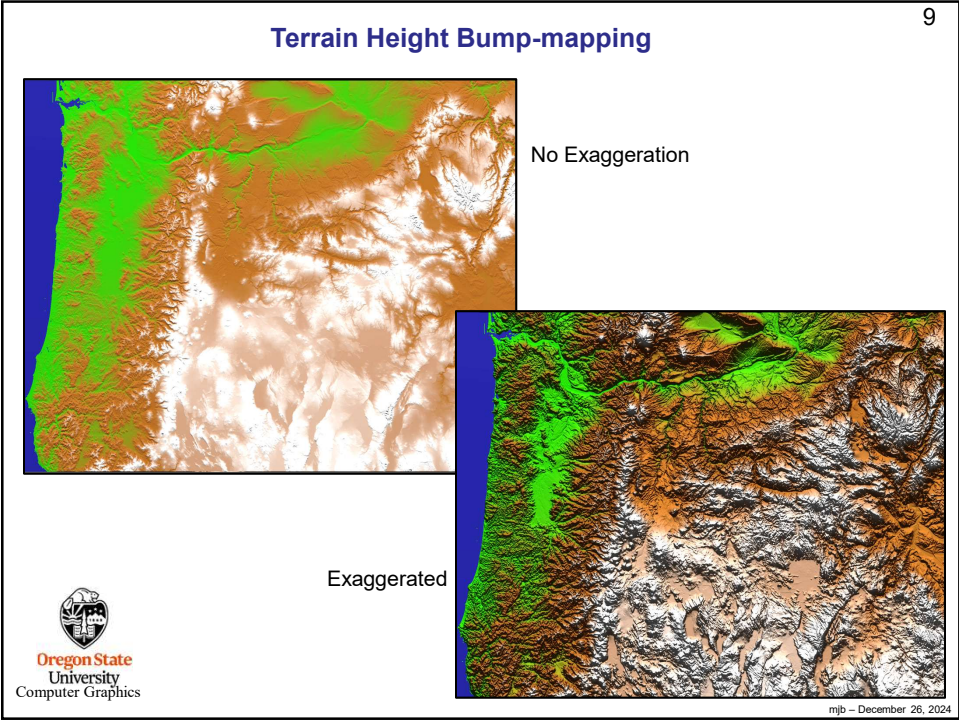 9
Terrain Height Bump-mapping
No Exaggeration
Exaggerated
Oregon State
University
Computer Graphics
mjb – December 26, 2024